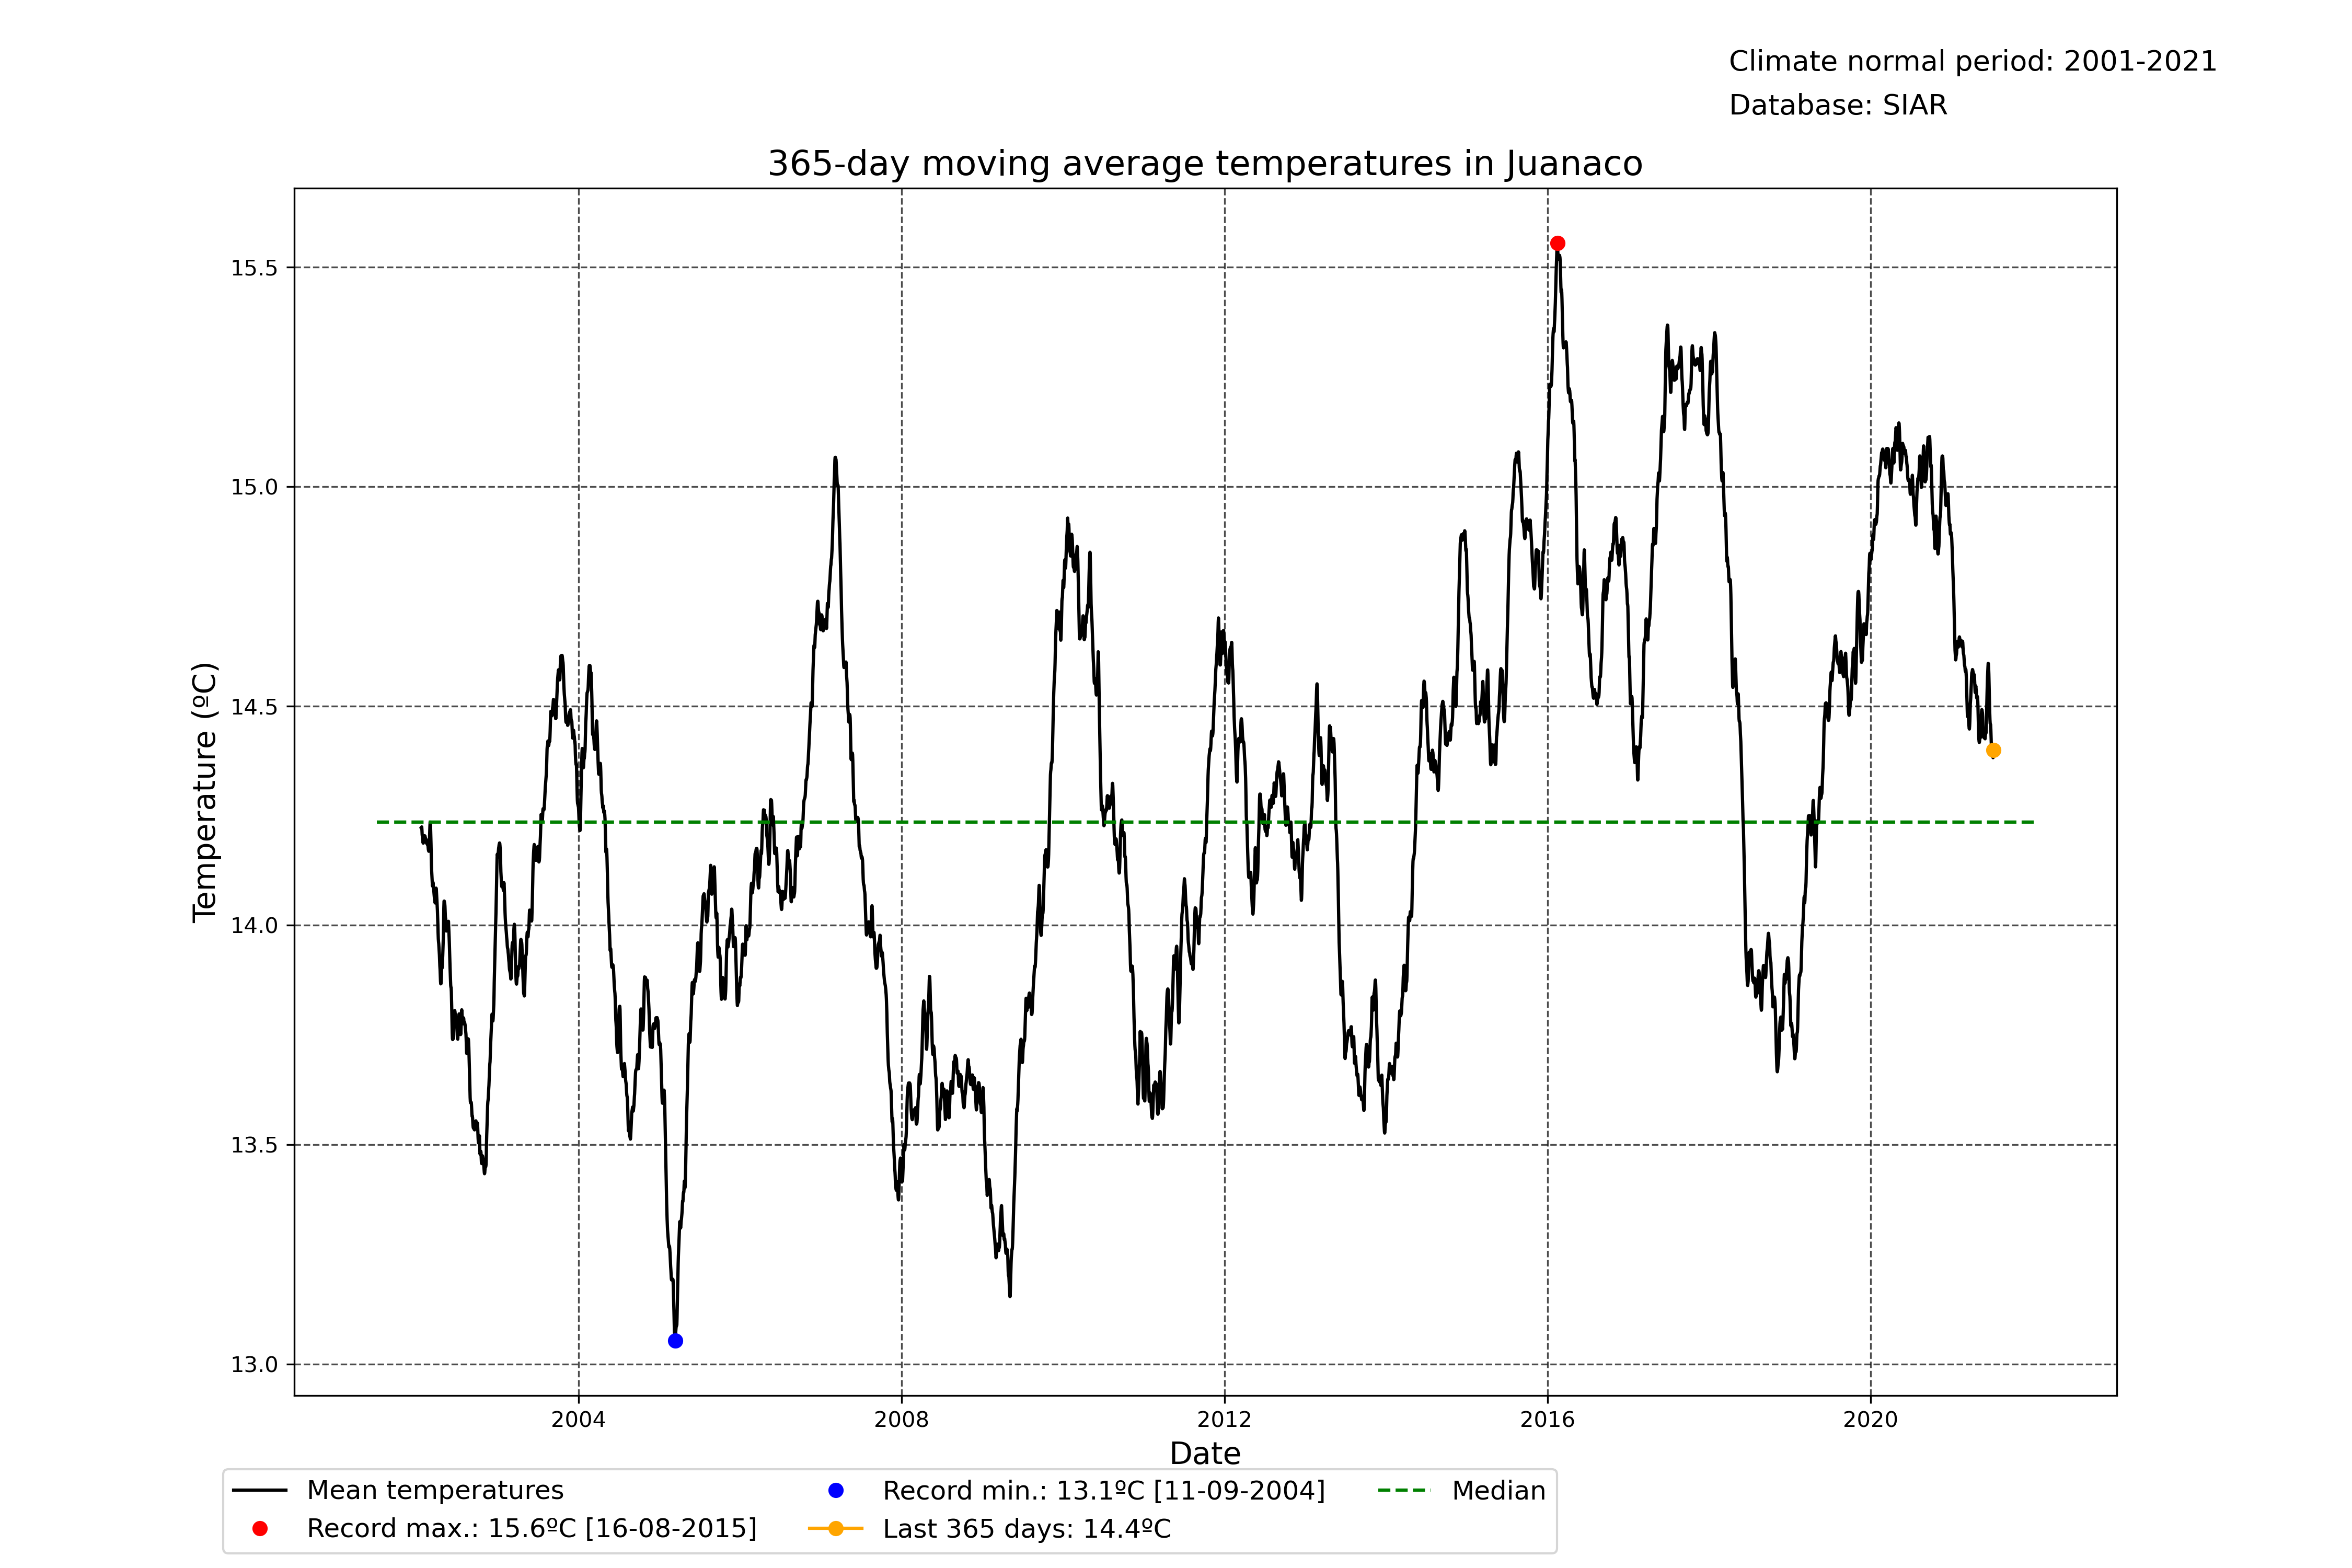 Climate normal period: 2001-2021
Database: SIAR
365-day moving average temperatures in Juanaco
Temperature (ºC)
15.5
15.0
14.5
14.0
13.5
13.0
2004
2008
2012
2016
2020
Date
Mean temperatures
Record max.: 15.6ºC [16-08-2015]
Record min.: 13.1ºC [11-09-2004]
Last 365 days: 14.4ºC
Median